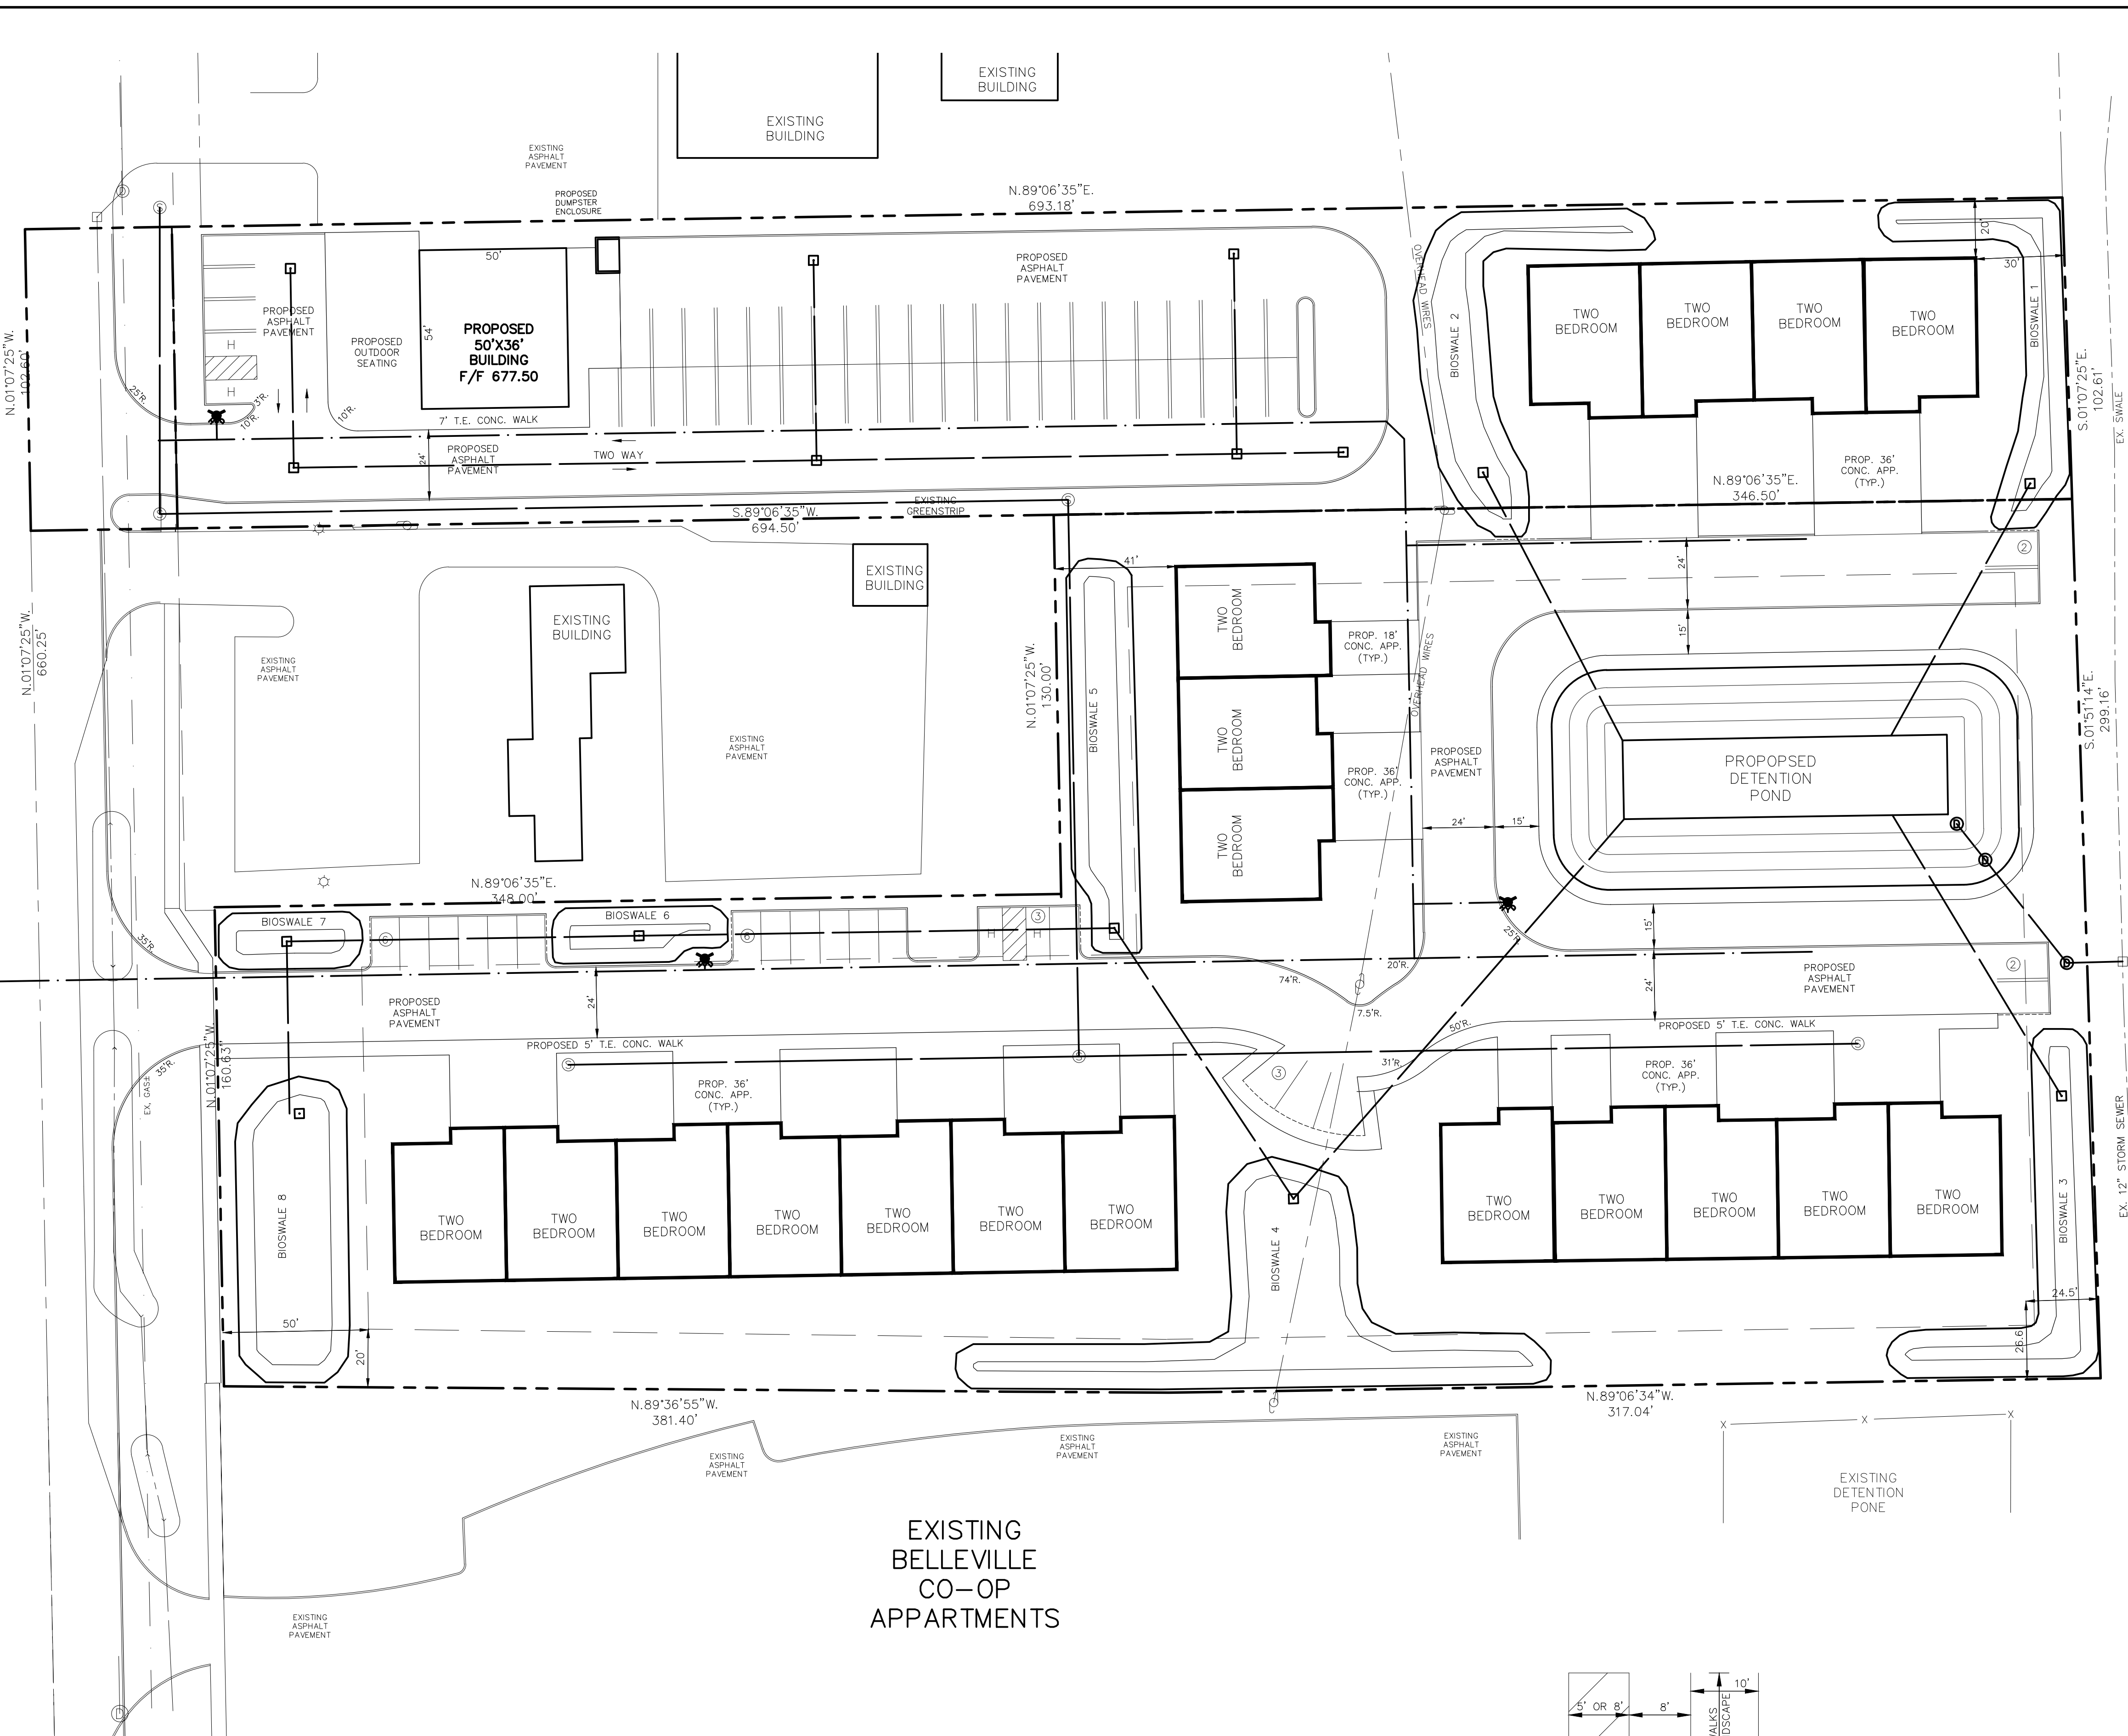 EXISTING
BUILDING
EXISTING
BUILDING
EXISTING
ASPHALT
PAVEMENT
PROPOSED
DUMPSTER
ENCLOSURE
N.89°06'35"E.
693.18'
D
S
20'
30'
50'
54'
PROPOSED
ASPHALT
PAVEMENT
PROPOSED
ASPHALT
PAVEMENT
H
H
PROPOSED
OUTDOOR
SEATING
PROPOSED
50'X36'
BUILDING
F/F 677.50
OVERHEAD WIRES
BIOSWALE 2
TWO
BEDROOM
TWO
BEDROOM
TWO
BEDROOM
TWO
BEDROOM
BIOSWALE 1
N.01°07'25"W.
102.60'
S.01°07'25"E.
102.61'
EX. SWALE
25'R.
3'R.
10'R.
10'R.
7' T.E. CONC. WALK
24'
PROPOSED
ASPHALT
PAVEMENT
TWO WAY
PROP. 36'
CONC. APP.
(TYP.)
N.89°06'35"E.
346.50'
S
S
EXISTING
GREENSTRIP
S.89°06'35"W.
694.50'
2
EXISTING
BUILDING
41'
24'
15'
EXISTING
BUILDING
N.01°07'25"W.
660.25'
EXISTING
ASPHALT
PAVEMENT
N.01°07'25"W.
130.00'
BIOSWALE 5
TWO
BEDROOM
PROP. 18'
CONC. APP.
(TYP.)
OVERHEAD WIRES
S.01°51'14"E.
299.16'
EXISTING
ASPHALT
PAVEMENT
TWO
BEDROOM
PROP. 36'
CONC. APP.
(TYP.)
PROPOSED
ASPHALT
PAVEMENT
PROPOPSED
DETENTION
POND
TWO
BEDROOM
24'
15'
D
D
N.89°06'35"E.
348.00'
BIOSWALE 7
BIOSWALE 6
6
6
3
H
H
35'R.
25'R.
15'
D
20'R.
74'R.
7.5'R.
24'
24'
2
PROPOSED
ASPHALT
PAVEMENT
PROPOSED
ASPHALT
PAVEMENT
50'R.
PROPOSED 5' T.E. CONC. WALK
PROPOSED 5' T.E. CONC. WALK
N.01°07'25"W.
160.63'
35'R.
EX. GAS±
S
S
S
31'R.
3
PROP. 36'
CONC. APP.
(TYP.)
PROP. 36'
CONC. APP.
(TYP.)
EX. 12" STORM SEWER
BIOSWALE 8
TWO
BEDROOM
TWO
BEDROOM
TWO
BEDROOM
TWO
BEDROOM
TWO
BEDROOM
TWO
BEDROOM
TWO
BEDROOM
BIOSWALE 4
TWO
BEDROOM
TWO
BEDROOM
TWO
BEDROOM
TWO
BEDROOM
TWO
BEDROOM
BIOSWALE 3
50'
20'
24.5'
26.6'
N.89°36'55"W.
381.40'
N.89°06'34"W.
317.04'
X
X
X
EXISTING
ASPHALT
PAVEMENT
EXISTING
ASPHALT
PAVEMENT
EXISTING
ASPHALT
PAVEMENT
EXISTING
DETENTION
PONE
EXISTING
BELLEVILLE
CO-OP
APPARTMENTS
EXISTING
ASPHALT
PAVEMENT
D
5' OR 8'
8'
10'